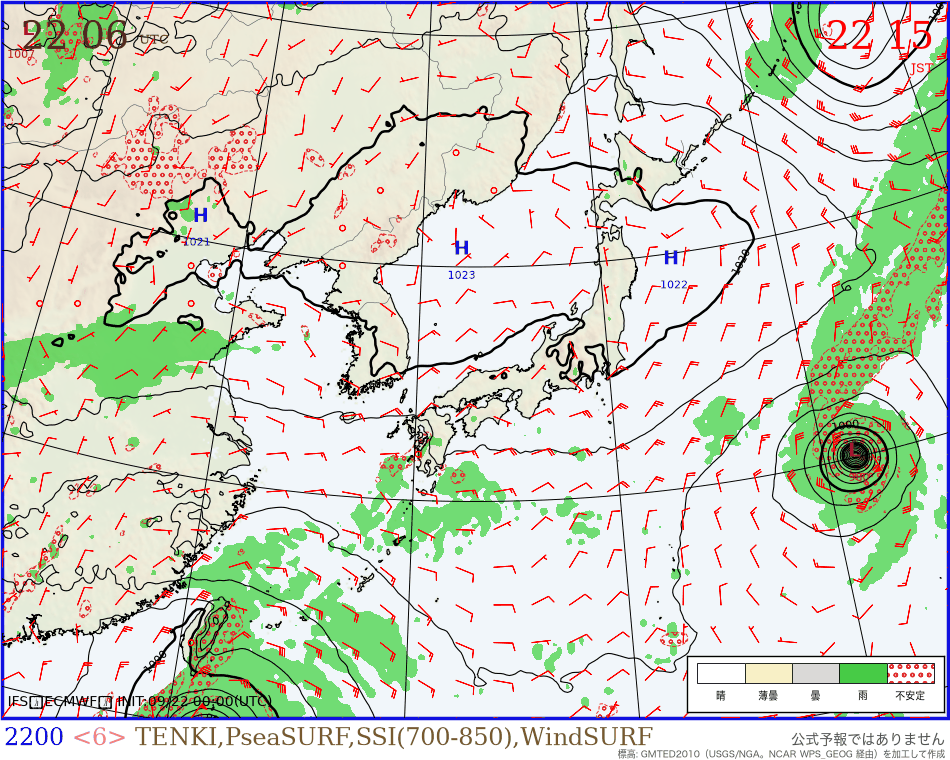 22 06 UTC
22 15
JST
1007
H
1021
H
1023
H
1022
1020
1000
L
1000
IFS[]ECMWF[] INIT:09/22 00:00(UTC)
晴 薄曇 曇 雨 不安定
2200 <6> TENKI,PseaSURF,SSI(700-850),WindSURF
公式予報ではありません
標高: GMTED2010（USGS/NGA。NCAR WPS_GEOG 経由）を加工して作成